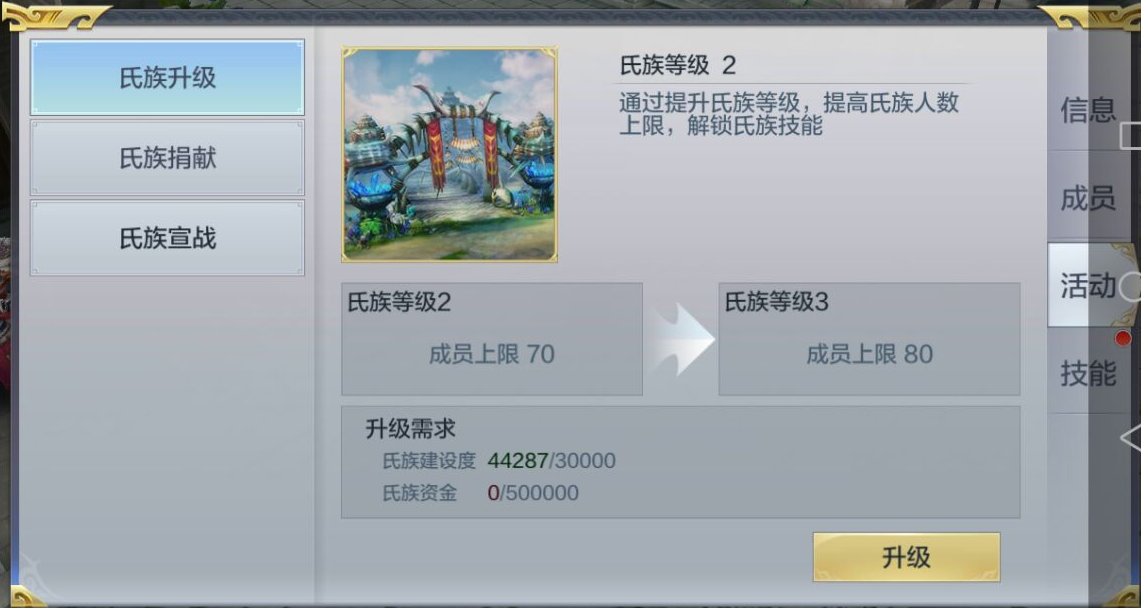 氏族升级
氏族捐献
氏族宣战
氏族等级 2
通过提升氏族等级，提高氏族人数
上限，解锁氏族技能
氏族等级2
成员上限 70
氏族等级3
成员上限 80
升级需求
氏族建设度 44287/30000
氏族资金 0/500000
升级
信息
成员
活动
技能